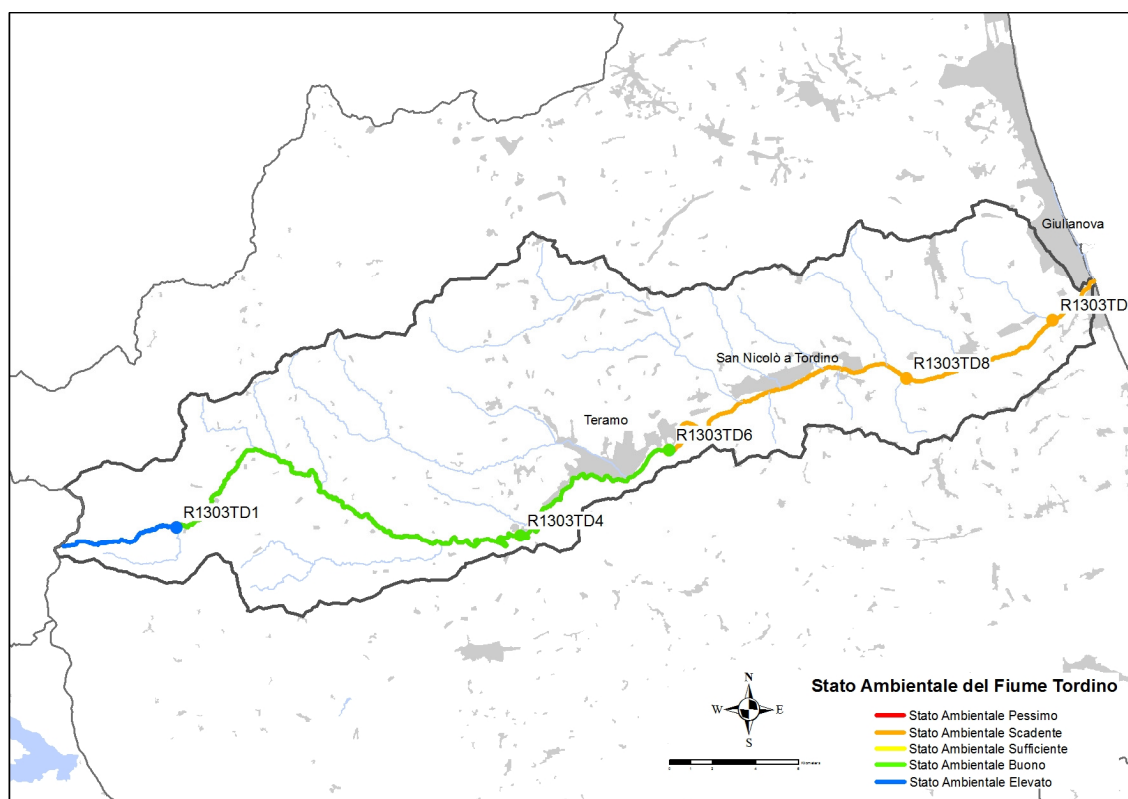 Giulianova
R1303TD
San Nicolò a Tordino
R1303TD8
Teramo
R1303TD6
R1303TD1
R1303TD4
N
W E
S
Stato Ambientale del Fiume Tordino
Stato Ambientale Pessimo
Stato Ambientale Scadente
Stato Ambientale Sufficiente
Stato Ambientale Buono
Stato Ambientale Elevato